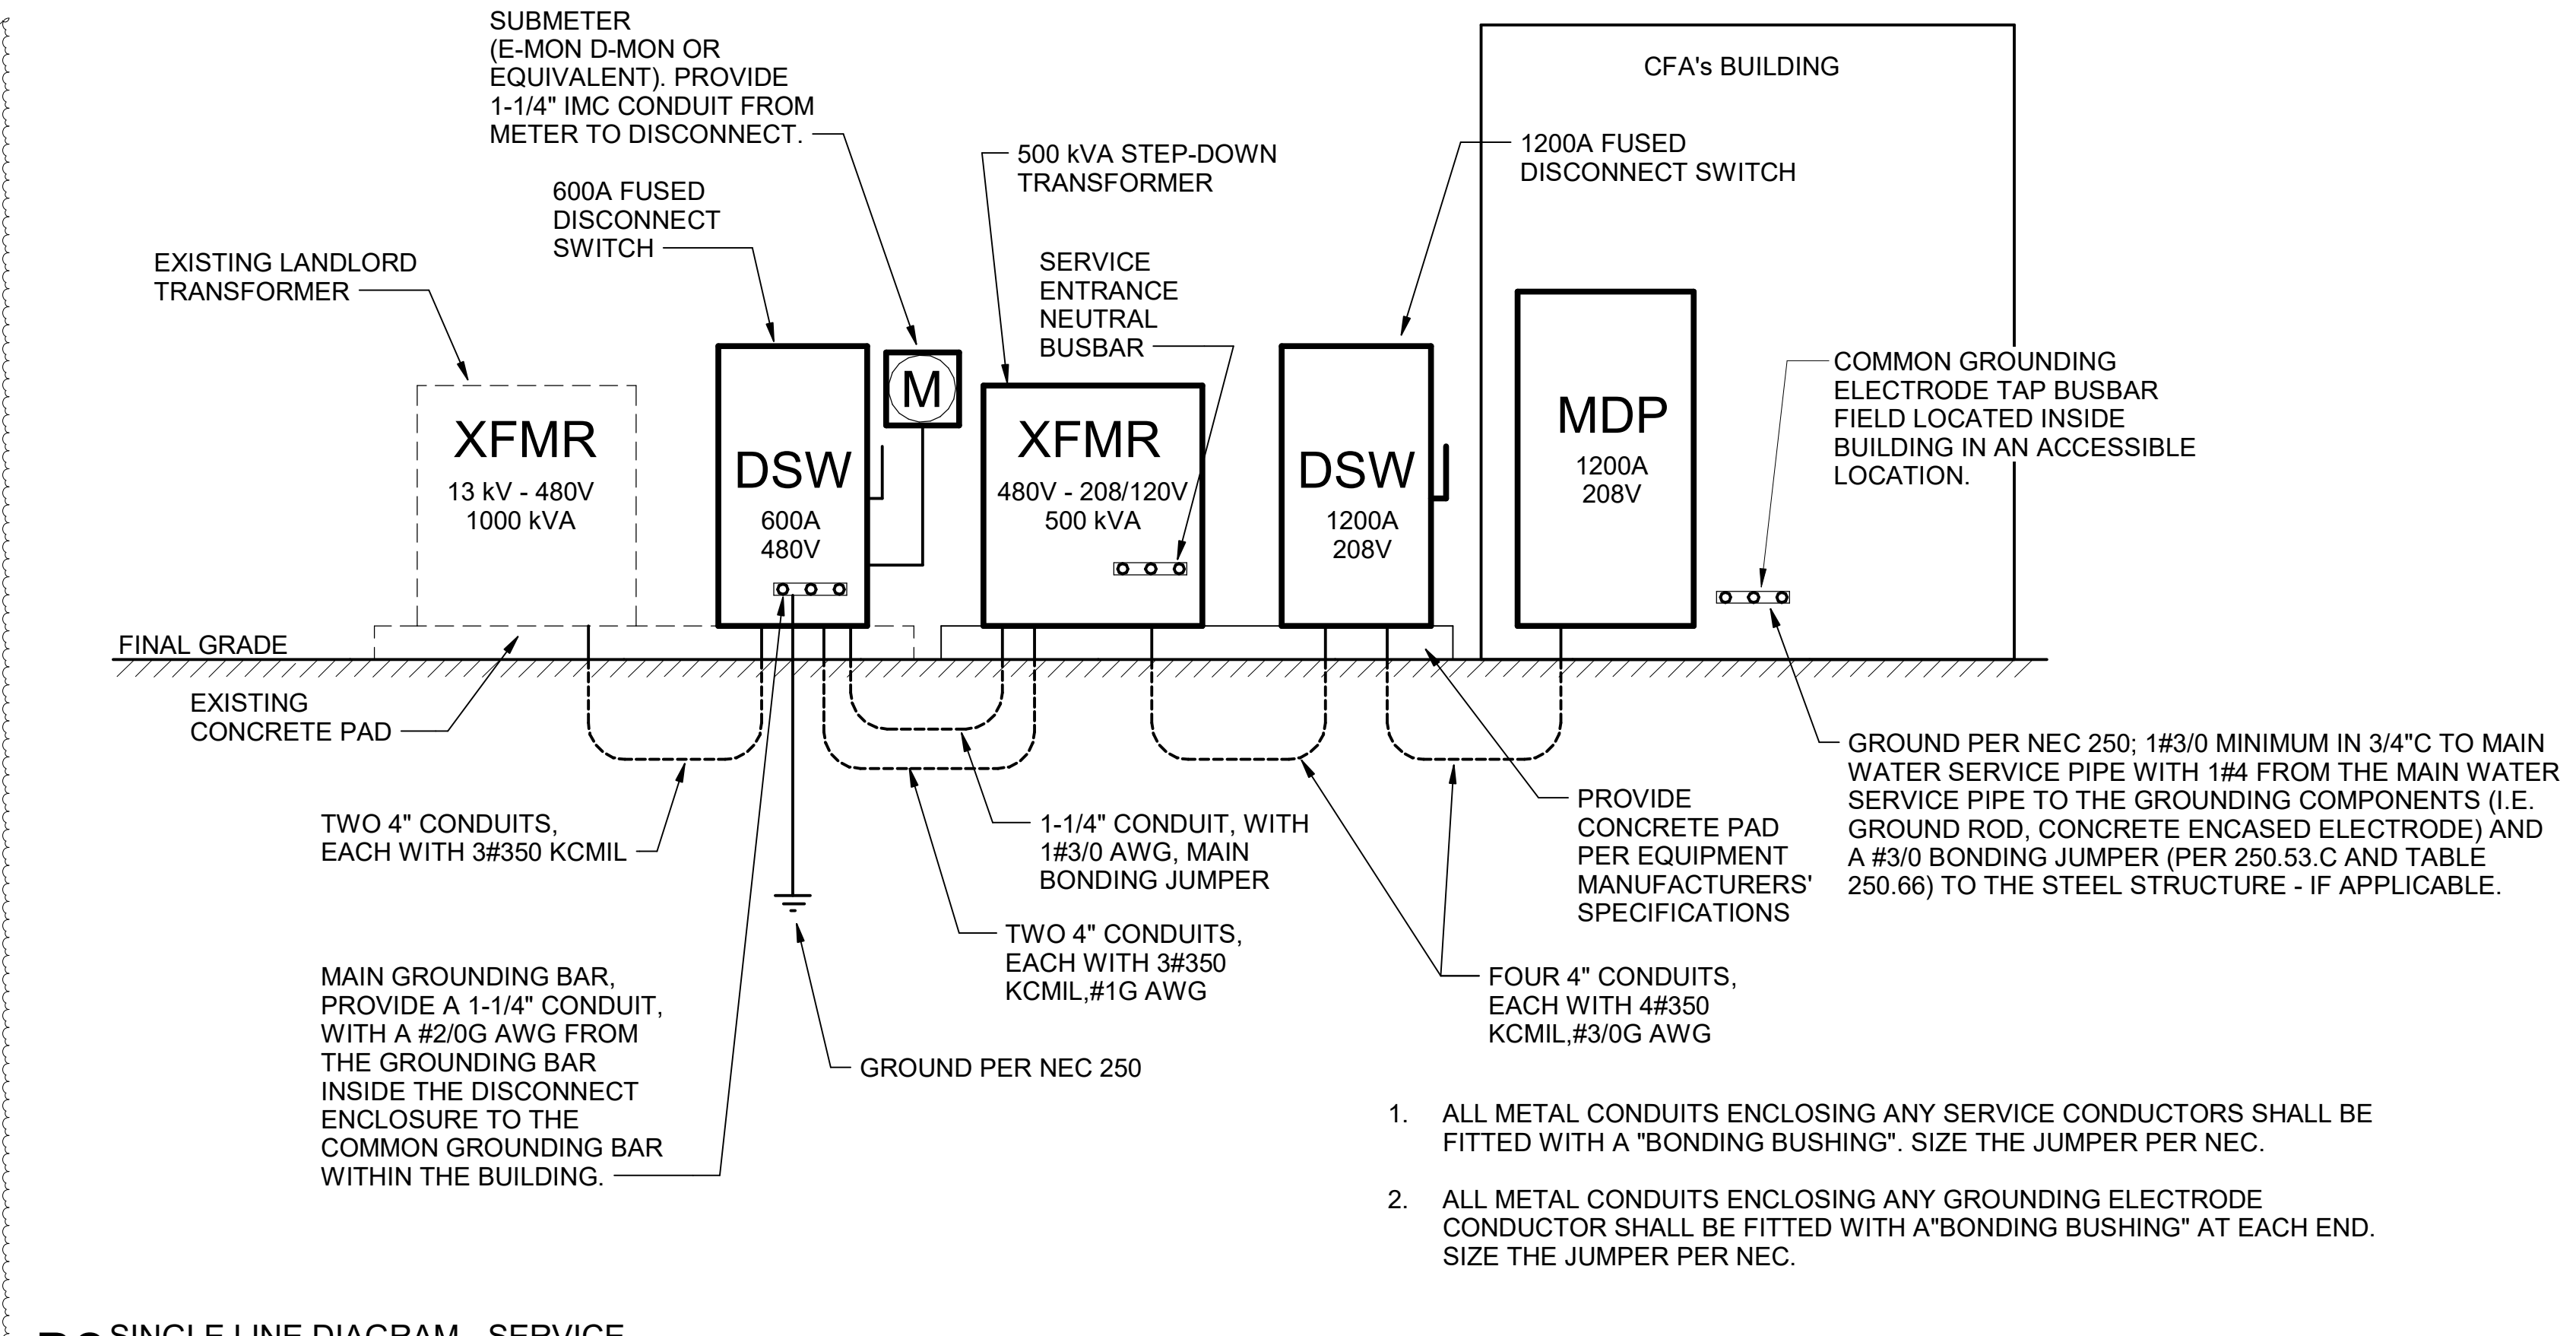 SUBMETER
(E-MON D-MON OR
EQUIVALENT). PROVIDE
1-1/4" IMC CONDUIT FROM
METER TO DISCONNECT.
CFA's BUILDING
500 kVA STEP-DOWN
TRANSFORMER
1200A FUSED
DISCONNECT SWITCH
600A FUSED
DISCONNECT
SWITCH
EXISTING LANDLORD
TRANSFORMER
SERVICE
ENTRANCE
NEUTRAL
BUSBAR
COMMON GROUNDING
ELECTRODE TAP BUSBAR
FIELD LOCATED INSIDE
BUILDING IN AN ACCESSIBLE
LOCATION.
XFMR
13 kV - 480V
1000 kVA
DSW
600A
480V
M
XFMR
480V - 208/120V
500 kVA
DSW
1200A
208V
MDP
1200A
208V
FINAL GRADE
EXISTING
CONCRETE PAD
TWO 4" CONDUITS,
EACH WITH 3#350 KCMIL
1-1/4" CONDUIT, WITH
1#3/0 AWG, MAIN
BONDING JUMPER
PROVIDE
CONCRETE PAD
PER EQUIPMENT
MANUFACTURERS'
SPECIFICATIONS
GROUND PER NEC 250; 1#3/0 MINIMUM IN 3/4"C TO MAIN
WATER SERVICE PIPE WITH 1#4 FROM THE MAIN WATER
SERVICE PIPE TO THE GROUNDING COMPONENTS (I.E.
GROUND ROD, CONCRETE ENCASED ELECTRODE) AND
A #3/0 BONDING JUMPER (PER 250.53.C AND TABLE
250.66) TO THE STEEL STRUCTURE - IF APPLICABLE.
TWO 4" CONDUITS,
EACH WITH 3#350
KCMIL,#1G AWG
FOUR 4" CONDUITS,
EACH WITH 4#350
KCMIL,#3/0G AWG
MAIN GROUNDING BAR,
PROVIDE A 1-1/4" CONDUIT,
WITH A #2/0G AWG FROM
THE GROUNDING BAR
INSIDE THE DISCONNECT
ENCLOSURE TO THE
COMMON GROUNDING BAR
WITHIN THE BUILDING.
GROUND PER NEC 250
1. ALL METAL CONDUITS ENCLOSING ANY SERVICE CONDUCTORS SHALL BE
FITTED WITH A "BONDING BUSHING". SIZE THE JUMPER PER NEC.
2. ALL METAL CONDUITS ENCLOSING ANY GROUNDING ELECTRODE
CONDUCTOR SHALL BE FITTED WITH A"BONDING BUSHING" AT EACH END.
SIZE THE JUMPER PER NEC.
SINGLE LINE DIAGRAM - SERVICE